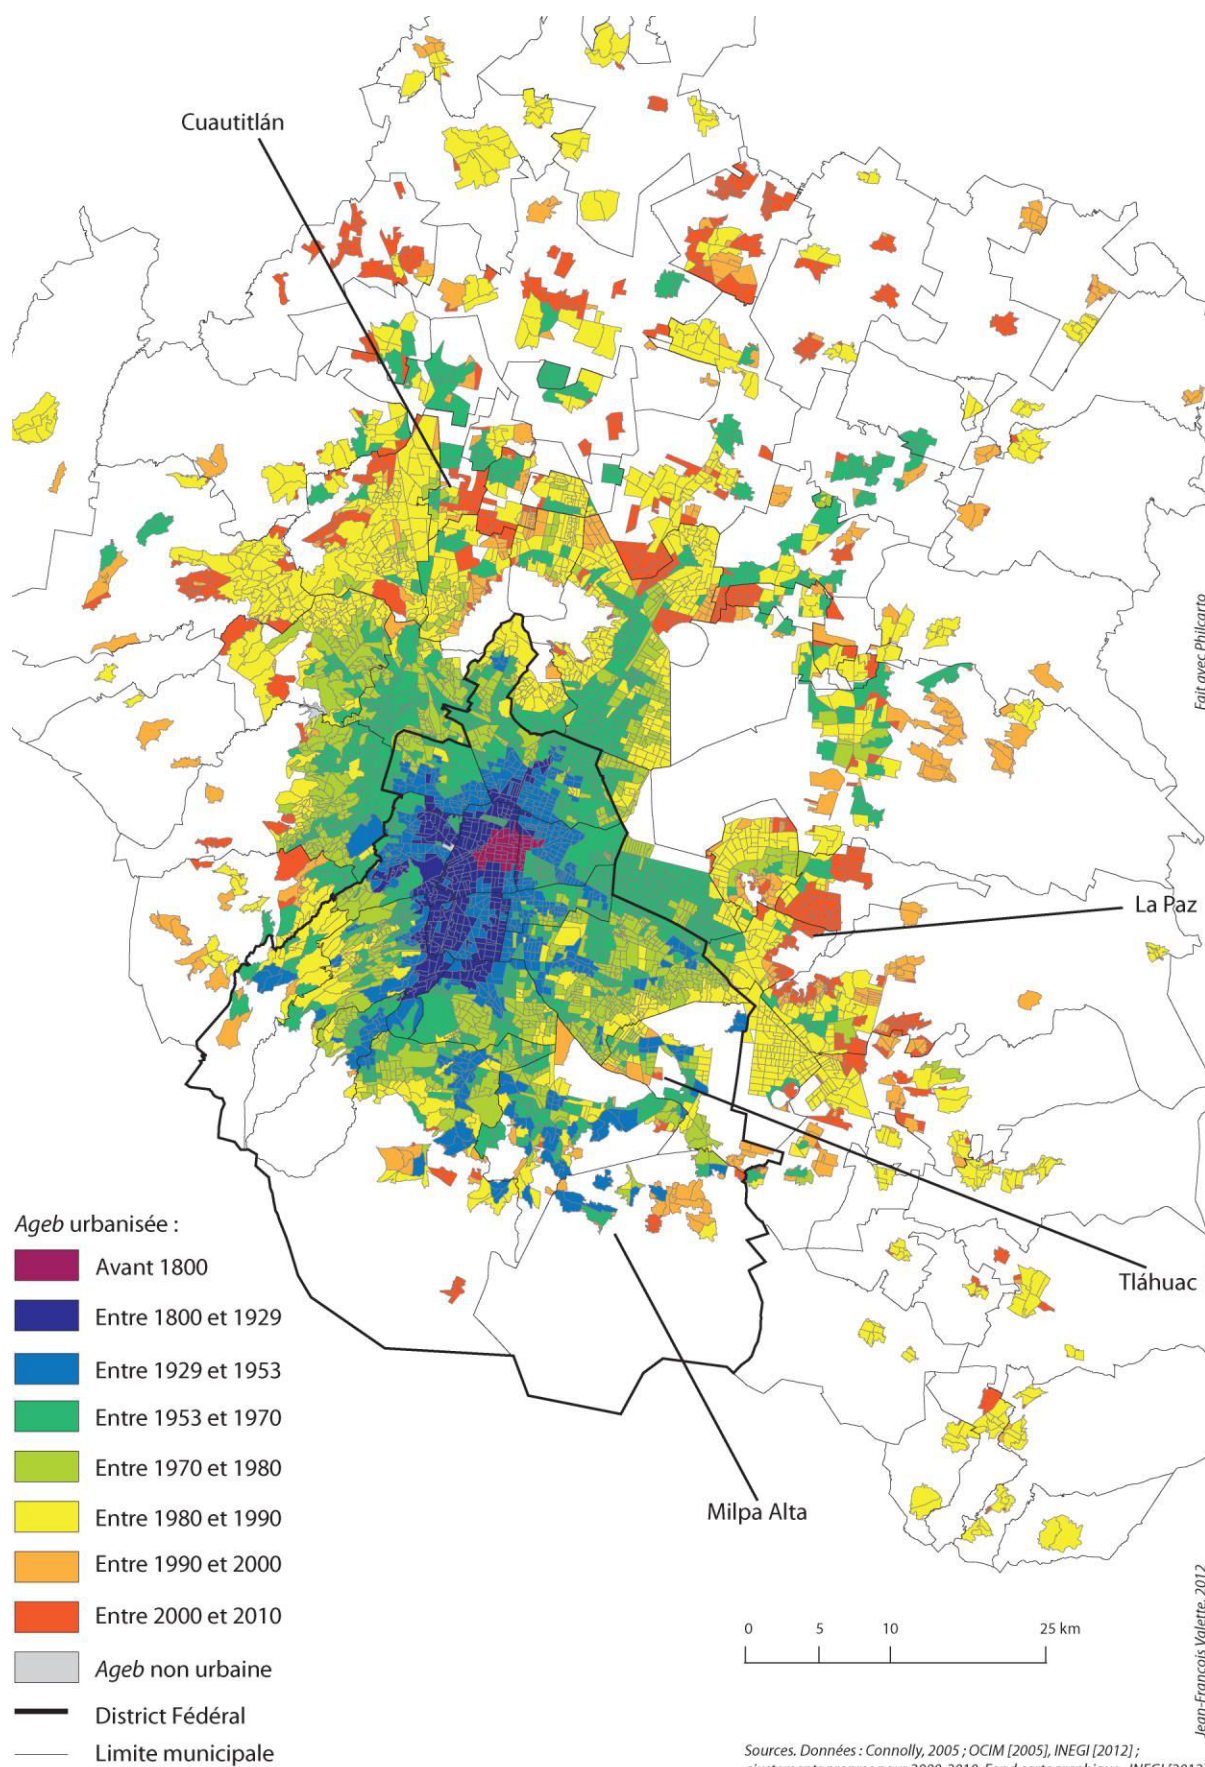 Cuautitlán
Fait avec Philcarto
La Paz
Tláhuac
Milpa Alta
Ageb urbanisée :
Avant 1800
Entre 1800 et 1929
Entre 1929 et 1953
Entre 1953 et 1970
Entre 1970 et 1980
Entre 1980 et 1990
Entre 1990 et 2000
Entre 2000 et 2010
Ageb non urbaine
District Fédéral
Limite municipale
0 5 10 25 km
Jean-François Valette, 2012
Sources. Données : Connolly, 2005 ; OCIM [2005], INEGI [2012] ;